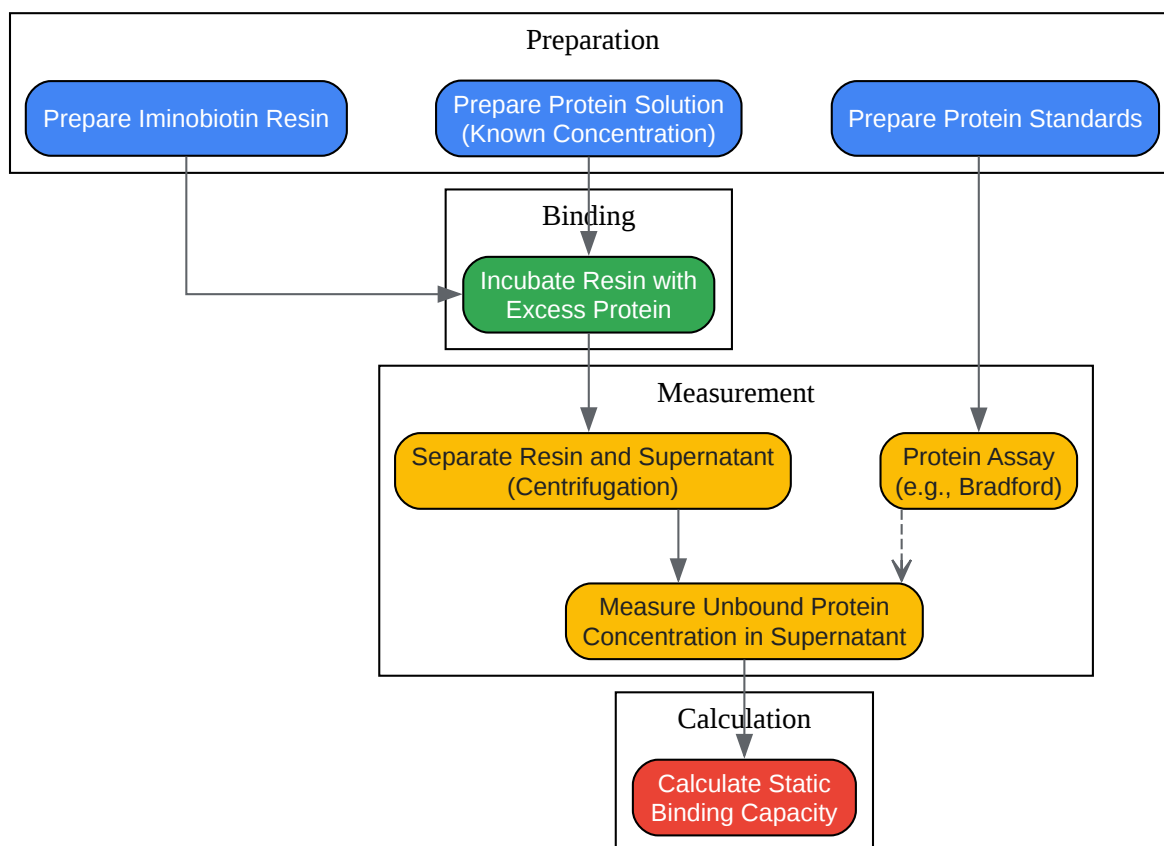 Preparation
Prepare Iminobiotin Resin
Prepare Protein Solution
(Known Concentration)
Prepare Protein Standards
Binding
Incubate Resin with
Excess Protein
Measurement
Separate Resin and Supernatant
(Centrifugation)
Protein Assay
(e.g., Bradford)
Measure Unbound Protein
Concentration in Supernatant
Calculation
Calculate Static
Binding Capacity